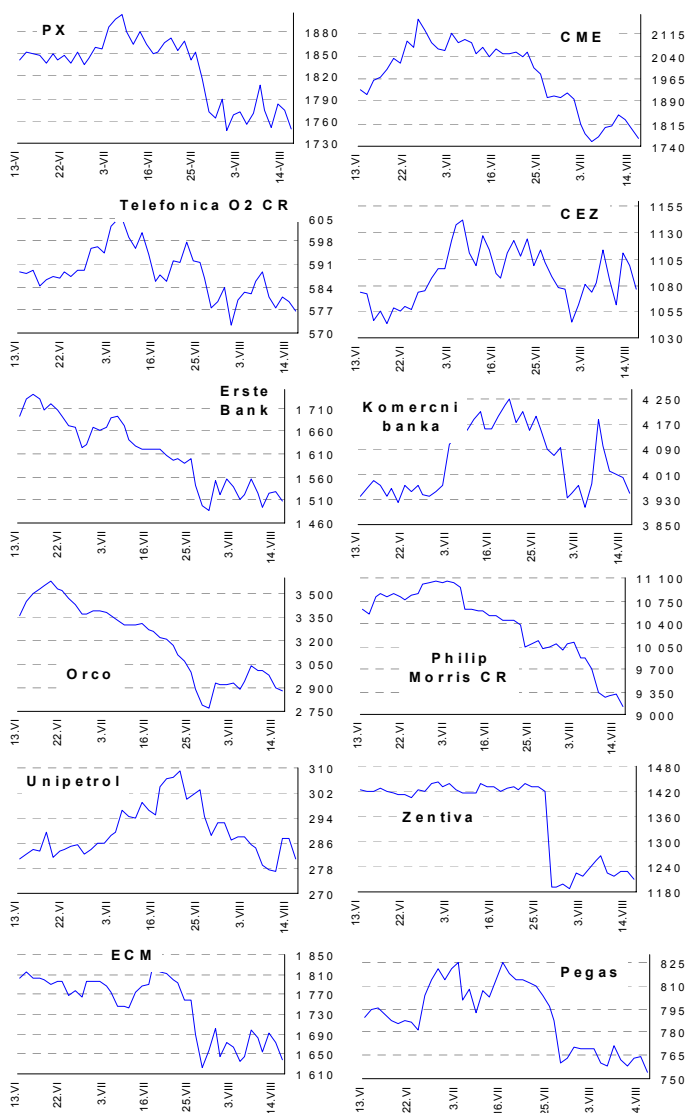 PX
1880
1850
1820
1790
1760
1730
13-VI
22-VI
3-VII
16-VII
25-VII
3-VIII
14-VIII
CME
2115
2040
1965
1890
1815
1740
13.VI
22.VI
3.VII
16.VII
25.VII
3.VIII
14.VIII
Telefonica O2 CR
605
598
591
584
577
570
13.VI
22.VI
3.VII
16.VII
25.VII
3.VIII
14.VIII
CEZ
1155
1130
1105
1080
1055
1030
13.VI
22.VI
3.VII
16.VII
25.VII
3.VIII
14.VIII
Erste
Bank
1 710
1 660
1 610
1 560
1 510
1 460
13.VI
22.VI
3.VII
16.VII
25.VII
3.VIII
14.VIII
Komercni
banka
4 250
4 170
4 090
4 010
3 930
3 850
13.VI
22.VI
3.VII
16.VII
25.VII
3.VIII
14.VIII
Orco
3 500
3 350
3 200
3 050
2 900
2 750
13.VI
22.VI
3.VII
16.VII
25.VII
3.VIII
14.VIII
Philip
Morris CR
11 100
10 750
10 400
10 050
9 700
9 350
9 000
13.VI
22.VI
3.VII
16.VII
25.VII
3.VIII
14.VIII
Unipetrol
310
302
294
286
278
270
13.VI
22.VI
3.VII
16.VII
25.VII
3.VIII
14.VIII
Zentiva
1480
1420
1360
1300
1240
1180
13.VI
22.VI
3.VII
16.VII
25.VII
3.VIII
14.VIII
ECM
1 850
1 810
1 770
1 730
1 690
1 650
1 610
13.VI
22.VI
3.VII
16.VII
25.VII
3.VIII
14.VIII
Pegas
825
810
795
780
765
750
13.VI
22.VI
3.VII
16.VII
25.VII
3.VIII
4.VIII